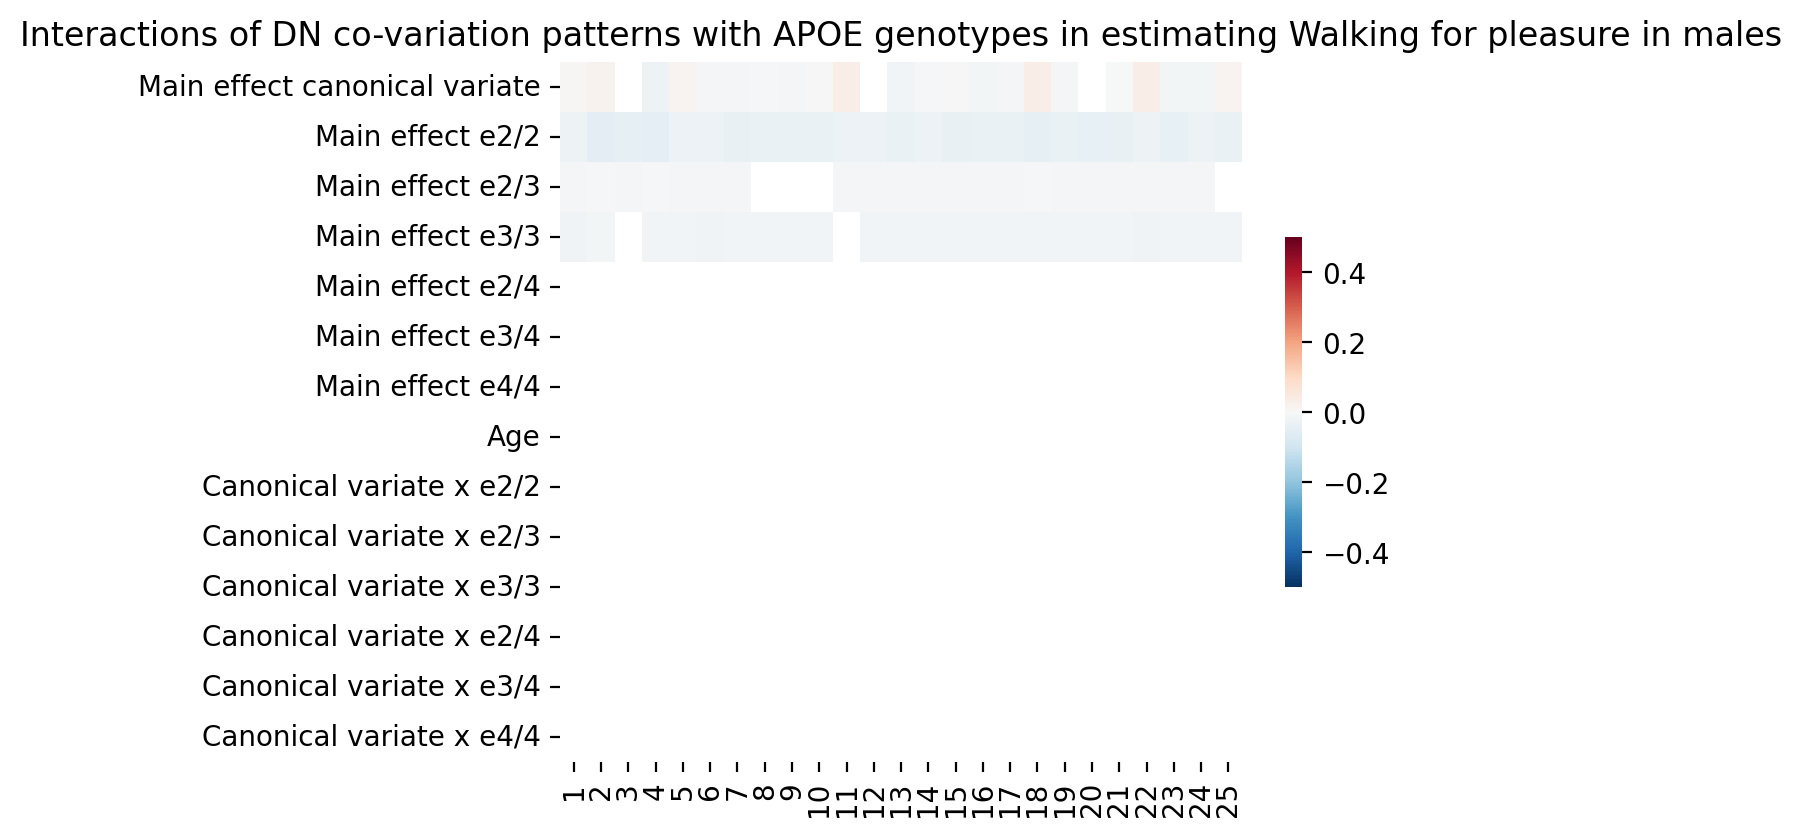 Interactions of DN co-variation patterns with APOE genotypes in estimating Walking for pleasure in males
Main effect canonical variate
Main effect e2/2
Main effect e2/3
Main effect e3/3
Main effect e2/4
Main effect e3/4
Main effect e4/4
Age
Canonical variate x e2/2
Canonical variate x e2/3
Canonical variate x e3/3
Canonical variate x e2/4
Canonical variate x e3/4
Canonical variate x e4/4
1 2 3 4 5 6 7 8 9 10 11 12 13 14 15 16 17 18 19 20 21 22 23 24 25
0.4
0.2
0.0
−0.2
−0.4